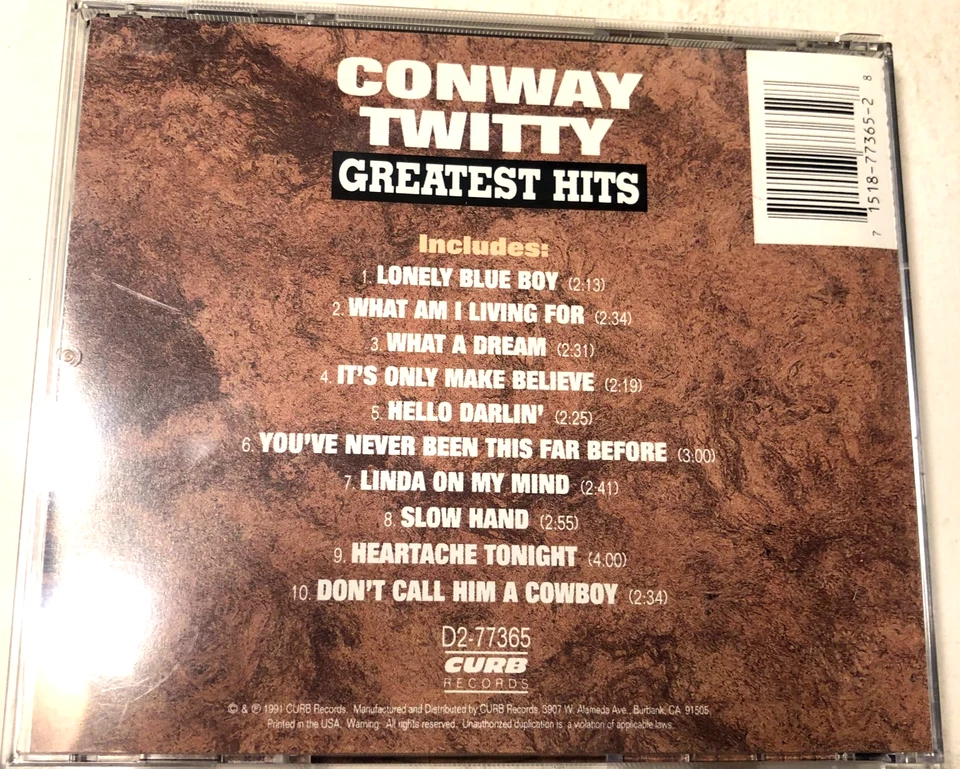 CONWAY
TWITTY
GREATEST HITS
7 1518-77365-2 8
Includes:
1. LONELY BLUE BOY (2:13)
2. WHAT AM I LIVING FOR (2:34)
3. WHAT A DREAM (2:31)
4. IT'S ONLY MAKE BELIEVE (2:19)
5. HELLO DARLIN' (2:25)
6. YOU'VE NEVER BEEN THIS FAR BEFORE (3:00)
7. LINDA ON MY MIND (2:41)
8. SLOW HAND (2:55)
9. HEARTACHE TONIGHT (4:00)
10. DON'T CALL HIM A COWBOY (2:34)
D2-77365
CURB
RECORDS
© & ℗ 1991 CURB Records. Manufactured and Distributed by CURB Records, 3907 W. Alameda Ave., Burbank, CA 91505.
Printed in the USA. Warning: All rights reserved. Unauthorized duplication is a violation of applicable laws.